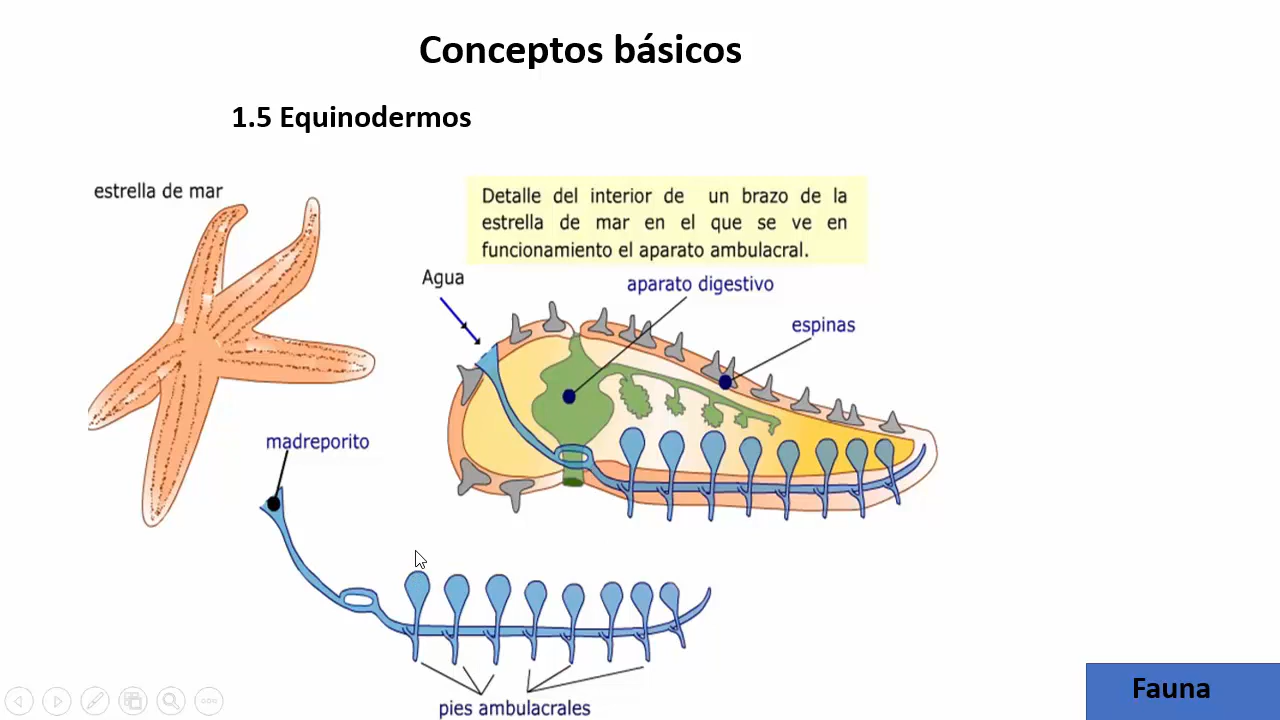 Conceptos básicos
1.5 Equinodermos
estrella de mar
Detalle del interior de un brazo de la
estrella de mar en el que se ve en
funcionamiento el aparato ambulacral.
Agua
aparato digestivo
espinas
madreporito
pies ambulacrales
Fauna